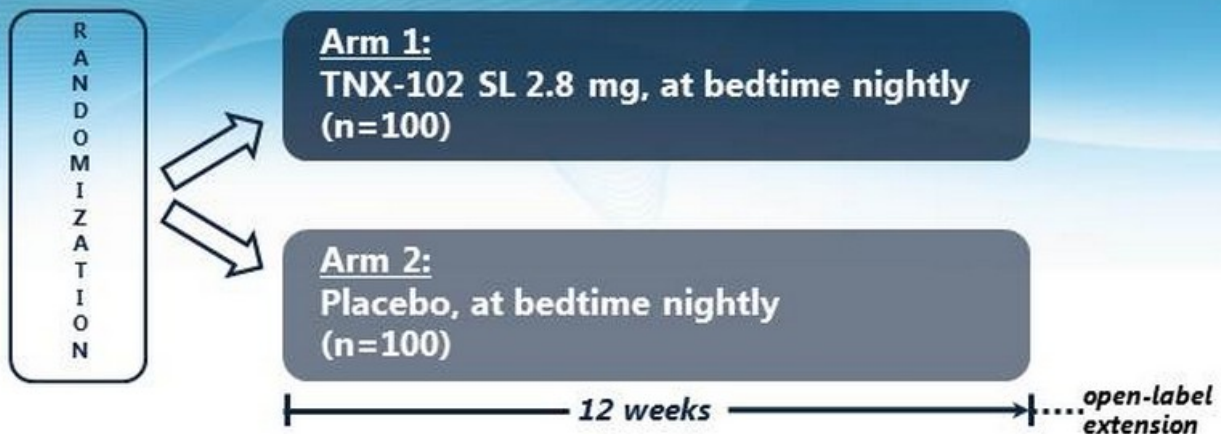 RANDOMIZATION
Arm 1:
TNX-102 SL 2.8 mg, at bedtime nightly
(n=100)
Arm 2:
Placebo, at bedtime nightly
(n=100)
12 weeks
open-label
extension